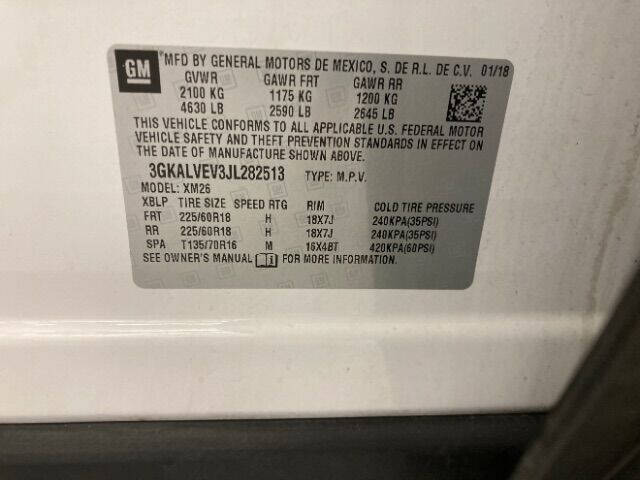 GM
MFD BY GENERAL MOTORS DE MEXICO, S. DE R.L. DE C.V. 01/18
GVWR GAWR FRT GAWR RR
2100 KG 1175 KG 1200 KG
4630 LB 2590 LB 2645 LB
THIS VEHICLE CONFORMS TO ALL APPLICABLE U.S. FEDERAL MOTOR
VEHICLE SAFETY AND THEFT PREVENTION STANDARDS IN EFFECT ON
THE DATE OF MANUFACTURE SHOWN ABOVE.
3GKALVEV3JL282513 TYPE: M.P.V.
MODEL: XM26
XBLP TIRE SIZE SPEED RTG RIM COLD TIRE PRESSURE
FRT 225/60R18 H 18X7J 240KPA(35PSI)
RR 225/60R18 H 18X7J 240KPA(35PSI)
SPA T135/70R16 M 16X4BT 420KPA(60PSI)
SEE OWNER'S MANUAL FOR MORE INFORMATION.